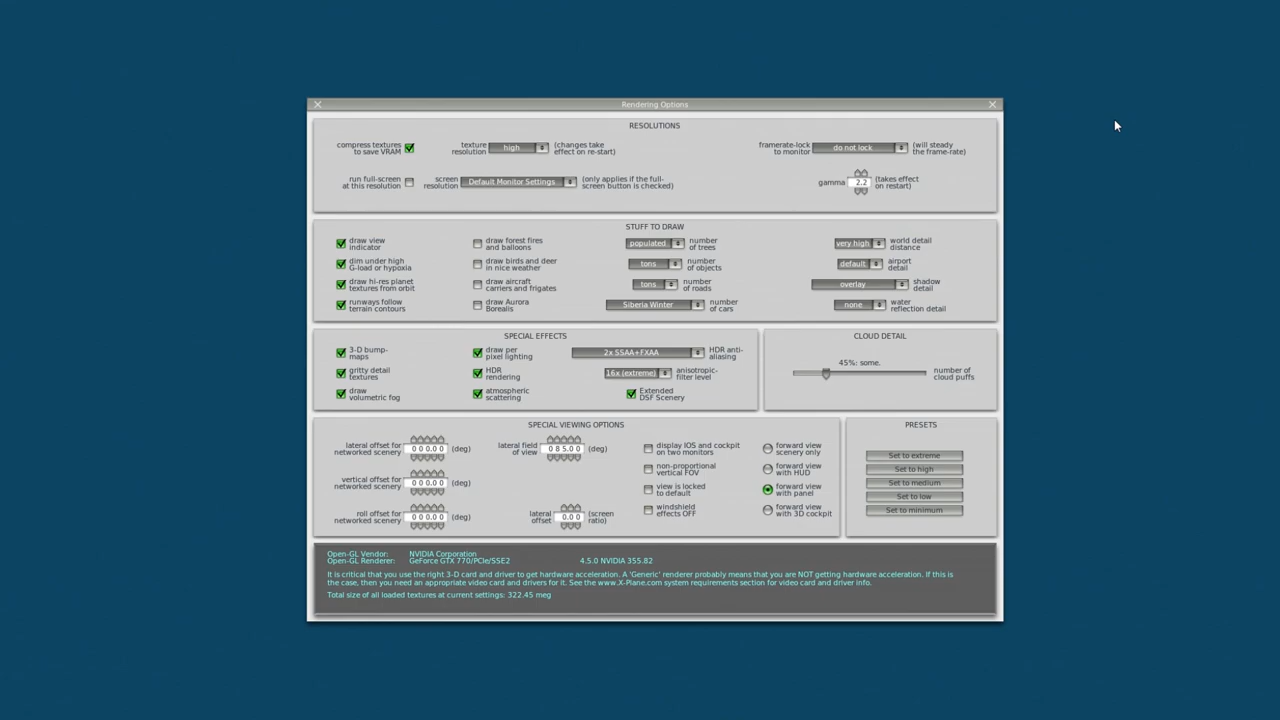 Rendering Options
RESOLUTIONS
compress textures
to save VRAM
texture
resolution
high
(changes take
effect on re-start)
framerate-lock
to monitor
do not lock
(will steady
the frame-rate)
run full-screen
at this resolution
screen
resolution
Default Monitor Settings
(only applies if the full-
screen button is checked)
gamma
2.2
(takes effect
on restart)
STUFF TO DRAW
draw view
indicator
draw forest fires
and balloons
populated
number
of trees
very high
world detail
distance
dim under high
G-load or hypoxia
draw birds and deer
in nice weather
tons
number
of objects
default
airport
detail
draw hi-res planet
textures from orbit
draw aircraft
carriers and frigates
tons
number
of roads
overlay
shadow
detail
runways follow
terrain contours
draw Aurora
Borealis
Siberia Winter
number
of cars
none
water
reflection detail
SPECIAL EFFECTS
3-D bump-
maps
draw per
pixel lighting
2x SSAA+FXAA
HDR anti-
aliasing
gritty detail
textures
HDR
rendering
16x (extreme)
anisotropic-
filter level
draw
volumetric fog
atmospheric
scattering
Extended
DSF Scenery
CLOUD DETAIL
45%: some.
number of
cloud puffs
SPECIAL VIEWING OPTIONS
lateral offset for
networked scenery
0 0 0.0 0
(deg)
lateral field
of view
0 8 5.0 0
(deg)
display IOS and cockpit
on two monitors
forward view
scenery only
non-proportional
vertical FOV
forward view
with HUD
vertical offset for
networked scenery
0 0 0.0 0
(deg)
view is locked
to default
forward view
with panel
roll offset for
networked scenery
0 0 0.0 0
(deg)
lateral
offset
0.0 0
(screen
ratio)
windshield
effects OFF
forward view
with 3D cockpit
PRESETS
Set to extreme
Set to high
Set to medium
Set to low
Set to minimum
Open-GL Vendor: NVIDIA Corporation
Open-GL Renderer: GeForce GTX 770/PCIe/SSE2 4.5.0 NVIDIA 355.82
It is critical that you use the right 3-D card and driver to get hardware acceleration. A 'Generic' renderer probably means that you are NOT getting hardware acceleration. If this is
the case, then you need an appropriate video card and drivers for it. See the www.X-Plane.com system requirements section for video card and driver info.
Total size of all loaded textures at current settings: 322.45 meg